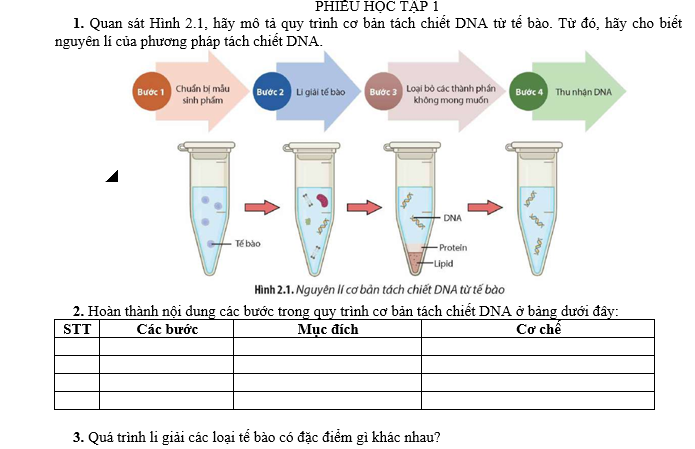 PHIẾU HỌC TẬP 1
1. Quan sát Hình 2.1, hãy mô tả quy trình cơ bản tách chiết DNA từ tế bào. Từ đó, hãy cho biết
nguyên lí của phương pháp tách chiết DNA.
Bước 1 Chuẩn bị mẫu sinh phẩm
Bước 2 Li giải tế bào
Bước 3 Loại bỏ các thành phần không mong muốn
Bước 4 Thu nhận DNA
Tế bào
DNA
Protein
Lipid
Hình 2.1. Nguyên lí cơ bản tách chiết DNA từ tế bào
2. Hoàn thành nội dung các bước trong quy trình cơ bản tách chiết DNA ở bảng dưới đây:
STT Các bước Mục đích Cơ chế
3. Quá trình li giải các loại tế bào có đặc điểm gì khác nhau?